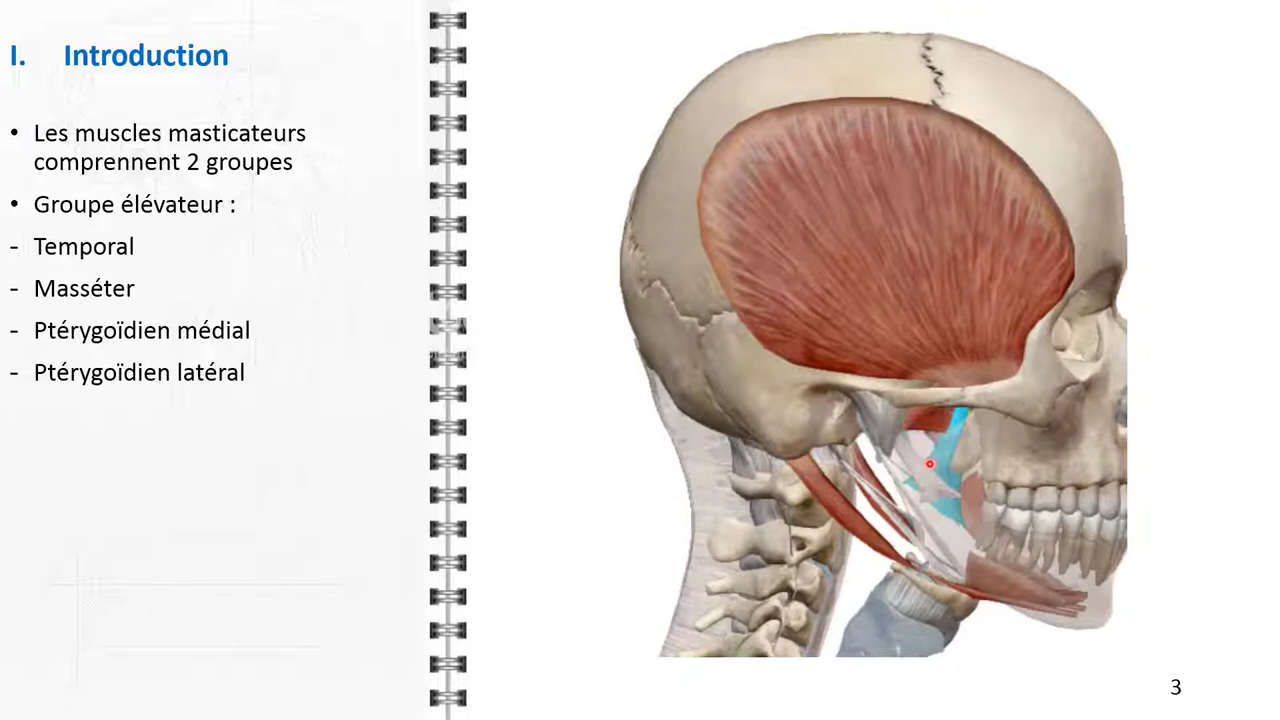 I. Introduction
• Les muscles masticateurs
comprennent 2 groupes
• Groupe élévateur :
- Temporal
- Masséter
- Ptérygoïdien médial
- Ptérygoïdien latéral
3